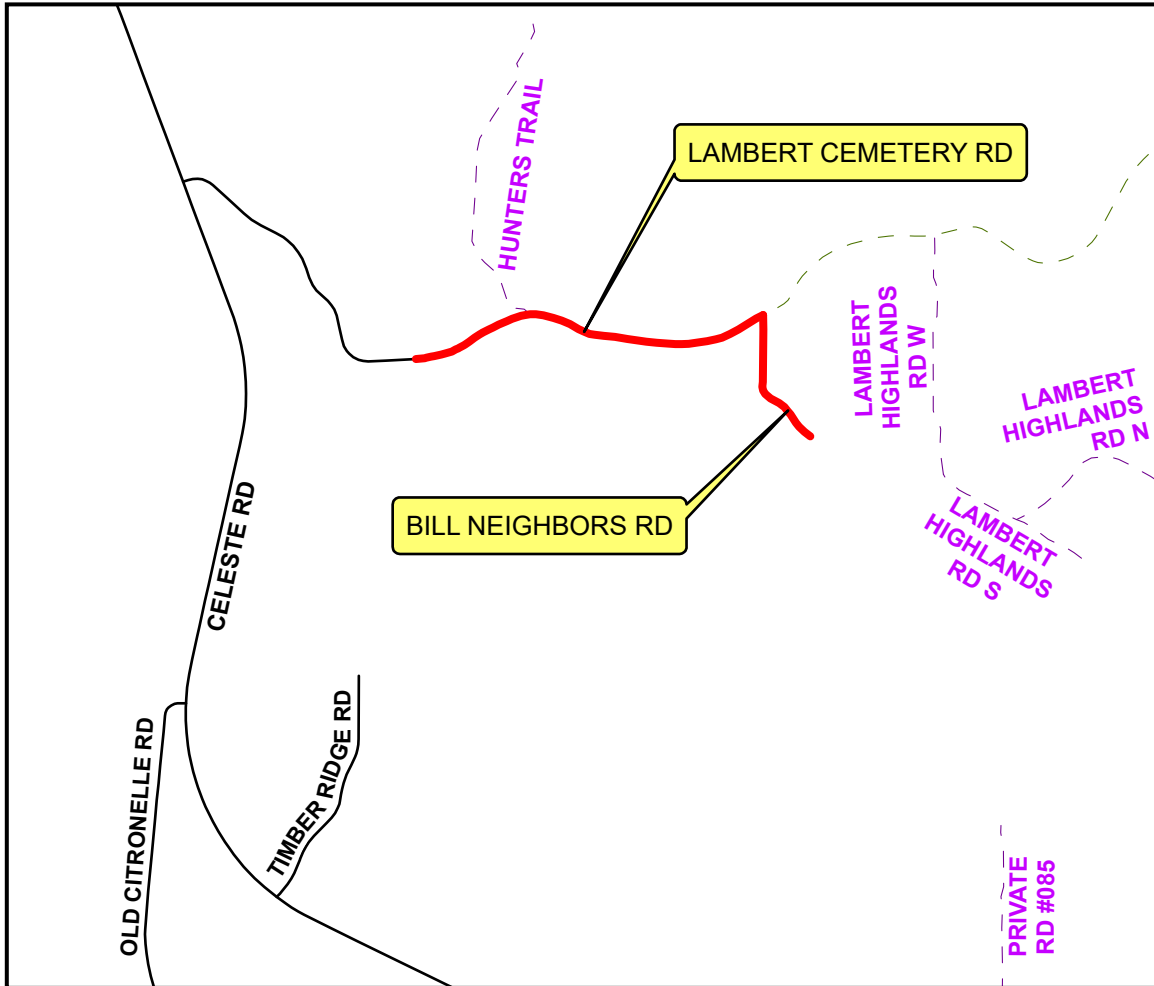 HUNTERS TRAIL
LAMBERT CEMETERY RD
LAMBERT
HIGHLANDS
RD W
LAMBERT
HIGHLANDS
RD N
BILL NEIGHBORS RD
LAMBERT
HIGHLANDS
RD S
CELESTE RD
OLD CITRONELLE RD
TIMBER RIDGE RD
PRIVATE
RD #085